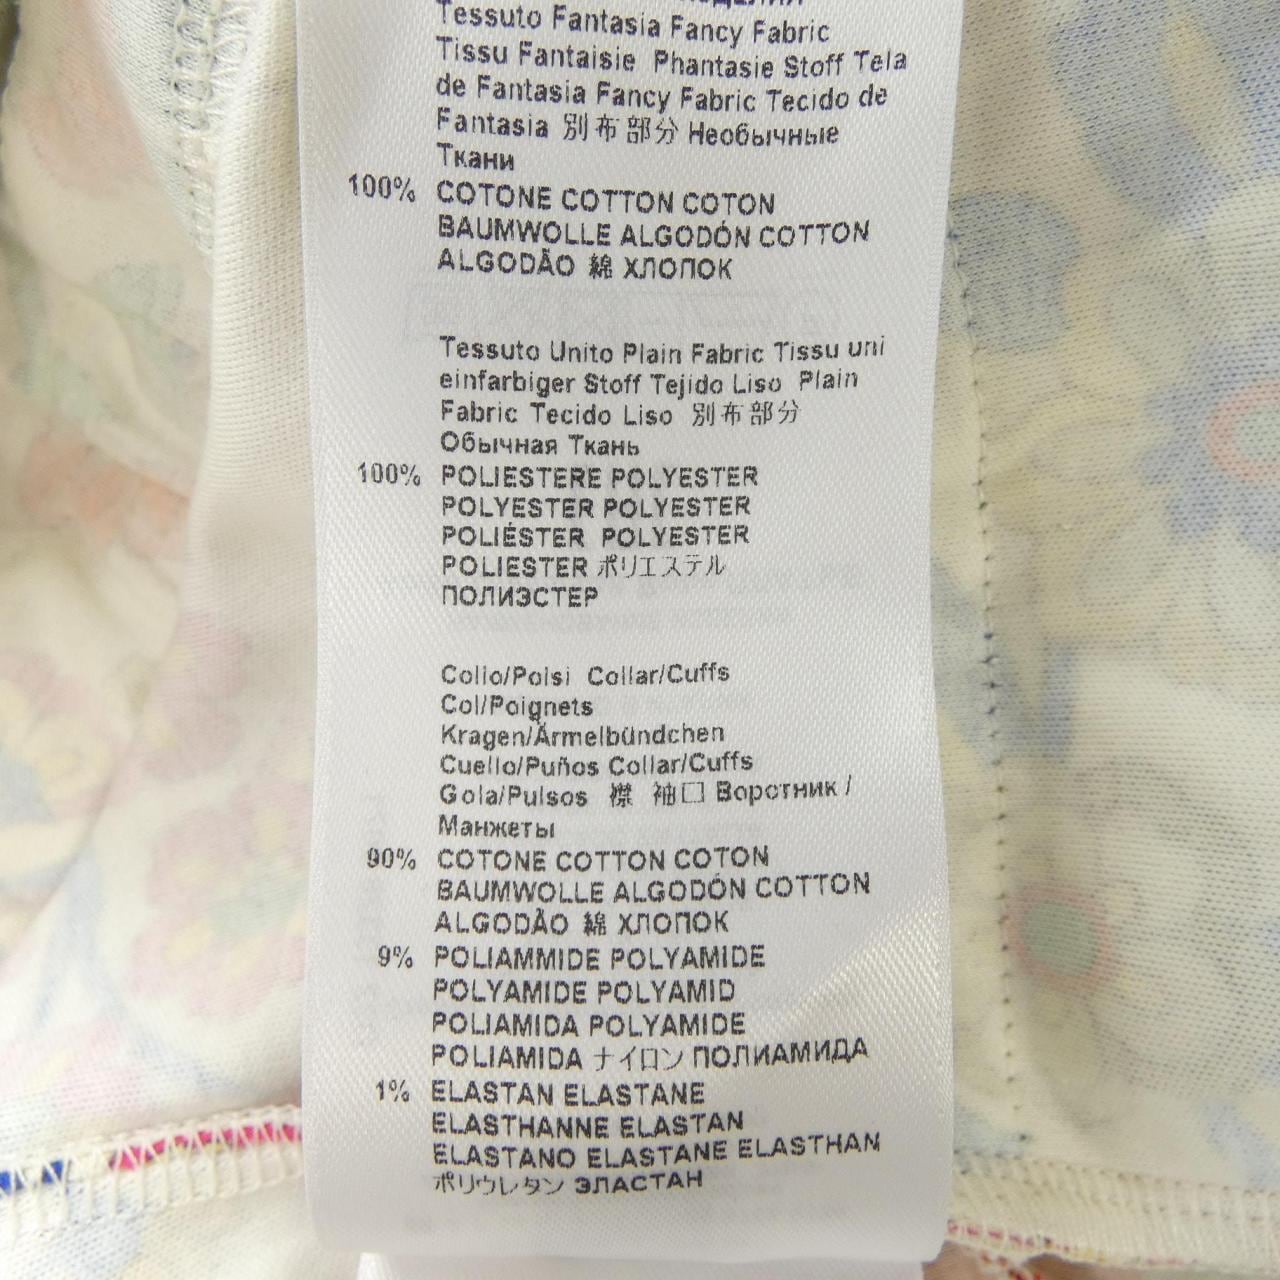 Tessuto Fantasia Fancy Fabric
Tissu Fantaisie Phantasie Stoff Tela
de Fantasia Fancy Fabric Tecido de
Fantasia 別布部分 Необычные
Ткани
100% COTONE COTTON COTON
BAUMWOLLE ALGODÓN COTTON
ALGODÃO 綿 ХЛОПОК
Tessuto Unito Plain Fabric Tissu uni
einfarbiger Stoff Tejido Liso Plain
Fabric Tecido Liso 別布部分
Обычная Ткань
100% POLIESTERE POLYESTER
POLYESTER POLYESTER
POLIÉSTER POLYESTER
POLIESTER ポリエステル
ПОЛИЭСТЕР
Collo/Polsi Collar/Cuffs
Col/Poignets
Kragen/Ärmelbündchen
Cuello/Puños Collar/Cuffs
Gola/Pulsos 襟 袖口 Воротник /
Манжеты
90% COTONE COTTON COTON
BAUMWOLLE ALGODÓN COTTON
ALGODÃO 綿 ХЛОПОК
9% POLIAMMIDE POLYAMIDE
POLYAMIDE POLYAMID
POLIAMIDA POLYAMIDE
POLIAMIDA ナイロン ПОЛИАМИДА
1% ELASTAN ELASTANE
ELASTHANNE ELASTAN
ELASTANO ELASTANE ELASTHAN
ポリウレタン ЭЛАСТАН